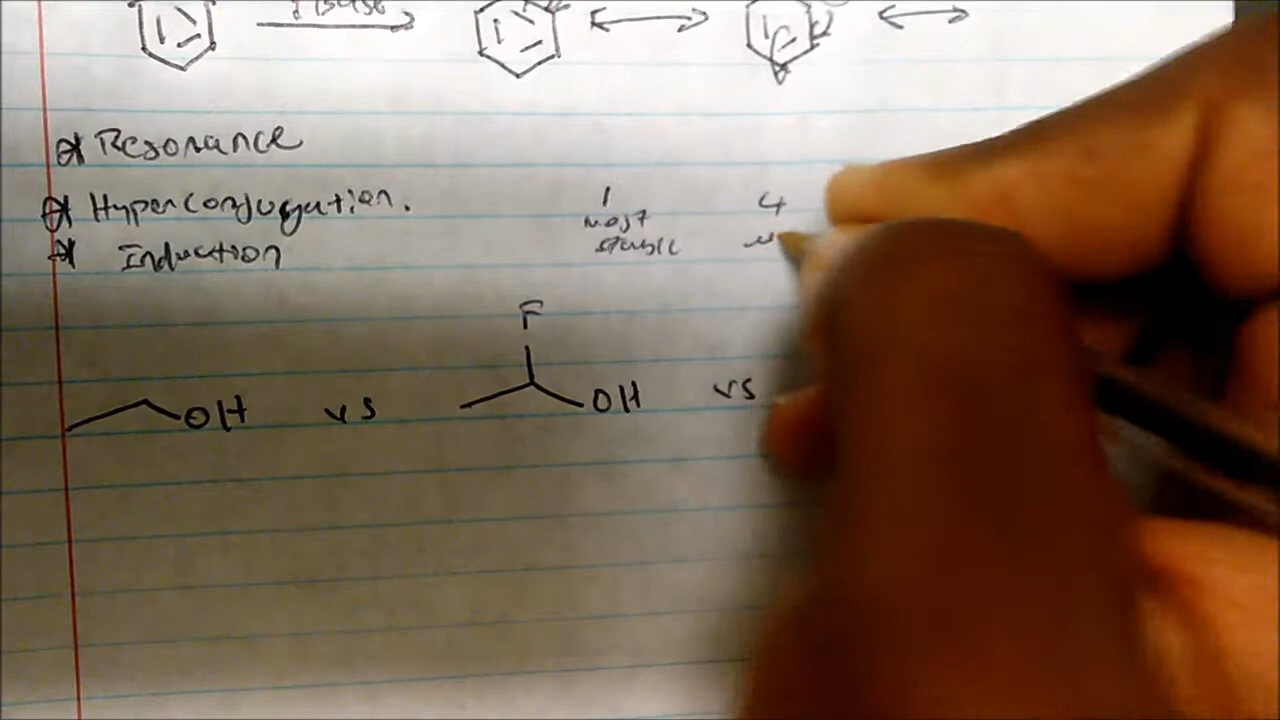 Resonance
Hyperconjugation.
Induction
1 4
most
stable
F
OH vs OH vs